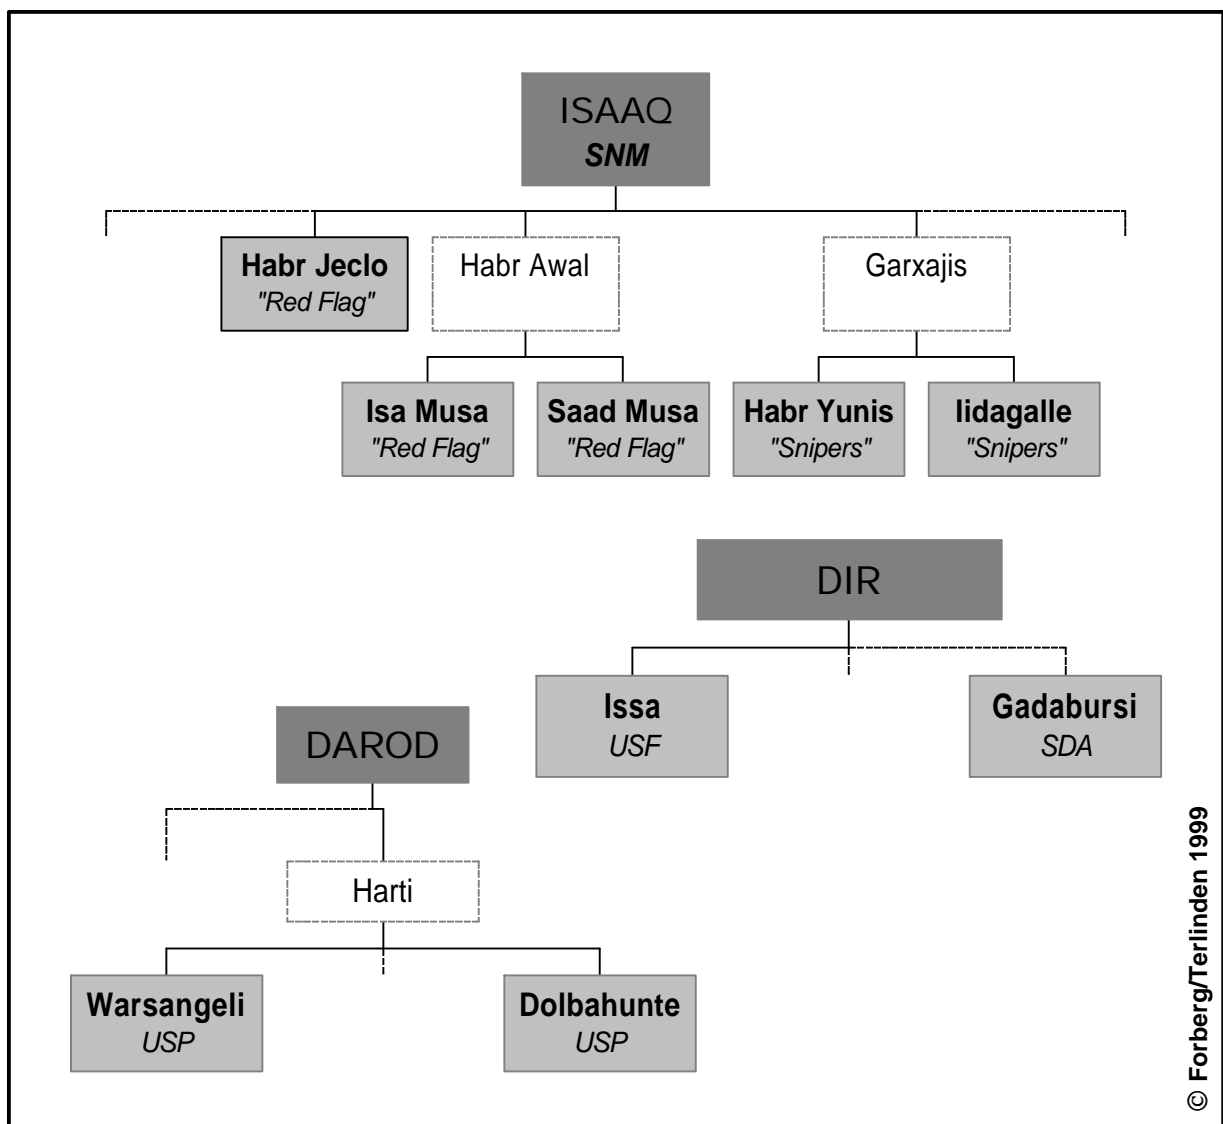 ISAAQ
SNM
Habr Jeclo
"Red Flag"
Habr Awal
Garxajis
Isa Musa
"Red Flag"
Saad Musa
"Red Flag"
Habr Yunis
"Snipers"
Iidagalle
"Snipers"
DIR
Issa
USF
Gadabursi
SDA
DAROD
Harti
Warsangeli
USP
Dolbahunte
USP
© Forberg/Terlinden 1999